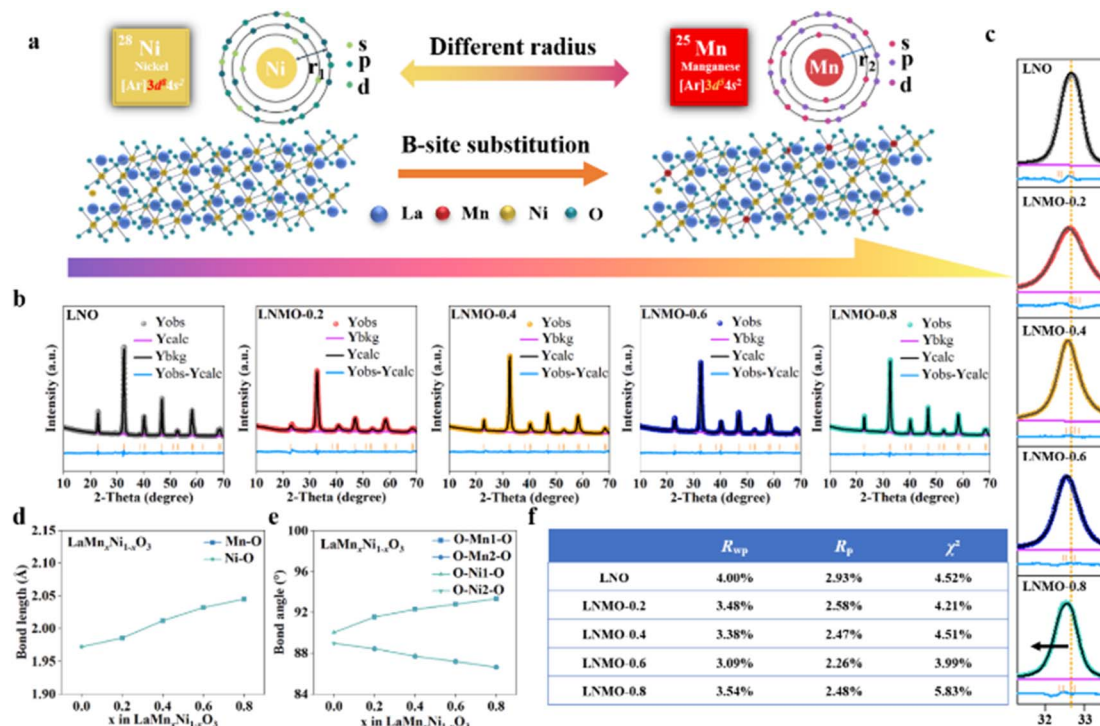 a
28
Ni
Nickel
[Ar]3d⁸4s²
Ni
r₁
s
p
d
Different radius
25
Mn
Manganese
[Ar]3d⁵4s²
Mn
r₂
s
p
d
B-site substitution
La Mn Ni O
b
LNO
Yobs
Ybkg
Ycalc
Yobs-Ycalc
Intensity (a.u.)
10 20 30 40 50 60 70
2-Theta (degree)
LNMO-0.2
Yobs
Ybkg
Ycalc
Yobs-Ycalc
Intensity (a.u.)
10 20 30 40 50 60 70
2-Theta (degree)
LNMO-0.4
Yobs
Ybkg
Ycalc
Yobs-Ycalc
Intensity (a.u.)
10 20 30 40 50 60 70
2-Theta (degree)
LNMO-0.6
Yobs
Ybkg
Ycalc
Yobs-Ycalc
Intensity (a.u.)
10 20 30 40 50 60 70
2-Theta (degree)
LNMO-0.8
Yobs
Ybkg
Ycalc
Yobs-Ycalc
Intensity (a.u.)
10 20 30 40 50 60 70
2-Theta (degree)
c
LNO
LNMO-0.2
LNMO-0.4
LNMO-0.6
LNMO-0.8
32 33
d
LaMnₓNi₁₋ₓO₃
Mn-O
Ni-O
Bond length (Å)
2.15
2.10
2.05
2.00
1.95
1.90
0.0 0.2 0.4 0.6 0.8
x in LaMnₓNi₁₋ₓO₃
e
LaMnₓNi₁₋ₓO₃
O-Mn1-O
O-Mn2-O
O-Ni1-O
O-Ni2-O
Bond angle (°)
96
92
88
84
0.0 0.2 0.4 0.6 0.8
x in LaMnₓNi₁₋ₓO₃
f
Rwp Rp χ²
LNO 4.00% 2.93% 4.52%
LNMO-0.2 3.48% 2.58% 4.21%
LNMO-0.4 3.38% 2.47% 4.51%
LNMO-0.6 3.09% 2.26% 3.99%
LNMO-0.8 3.54% 2.48% 5.83%